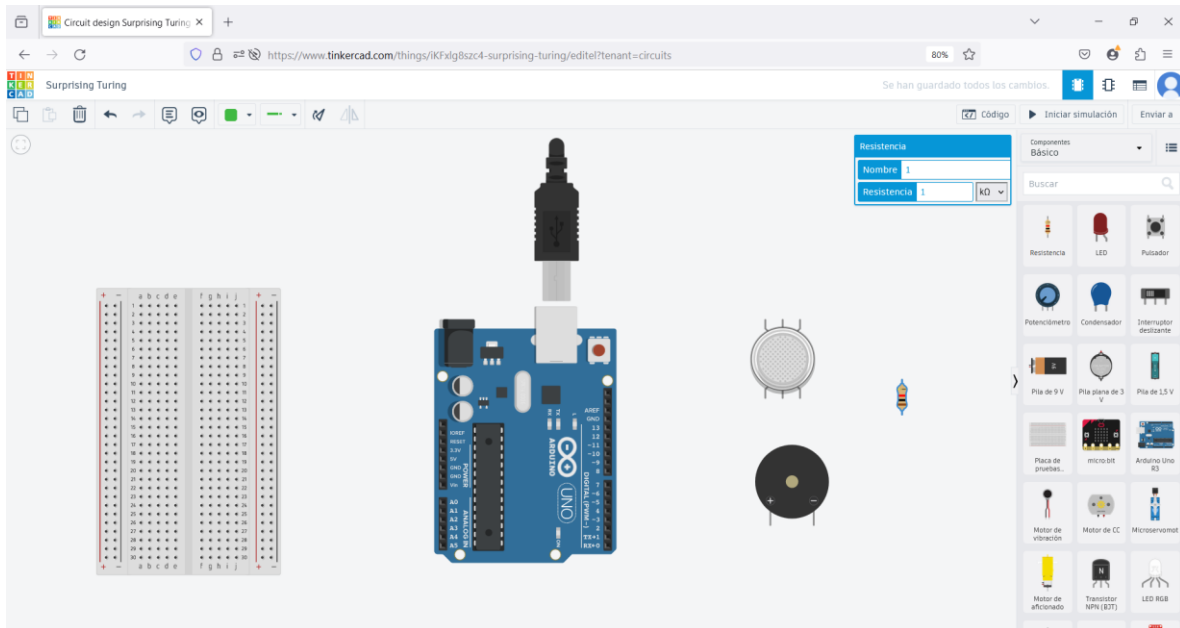 Circuit design Surprising Turing
https://www.tinkercad.com/things/iKFxlg8szc4-surprising-turing/editel?tenant=circuits
80%
TIN
KER
CAD
Surprising Turing
Se han guardado todos los cambios.
Código
Iniciar simulación
Enviar a
Resistencia
Nombre 1
Resistencia 1 kΩ
Componentes
Básico
Buscar
Resistencia
LED
Pulsador
Potenciómetro
Condensador
Interruptor deslizante
Pila de 9 V
Pila plana de 3 V
Pila de 1,5 V
Placa de pruebas...
micro:bit
Arduino Uno R3
Motor de vibración
Motor de CC
Microservomot
Motor de aficionado
Transistor NPN (BJT)
LED RGB
+ − a b c d e f g h i j + −
+ − a b c d e f g h i j + −
AREF
GND
13
12
~11
~10
~9
8
7
~6
~5
4
~3
2
TX→1
RX←0
DIGITAL (PWM~)
IOREF
RESET
3.3V
5V
GND
GND
Vin
POWER
A0
A1
A2
A3
A4
A5
ANALOG IN
TX
RX
L
ON
ARDUINO
UNO
+ −